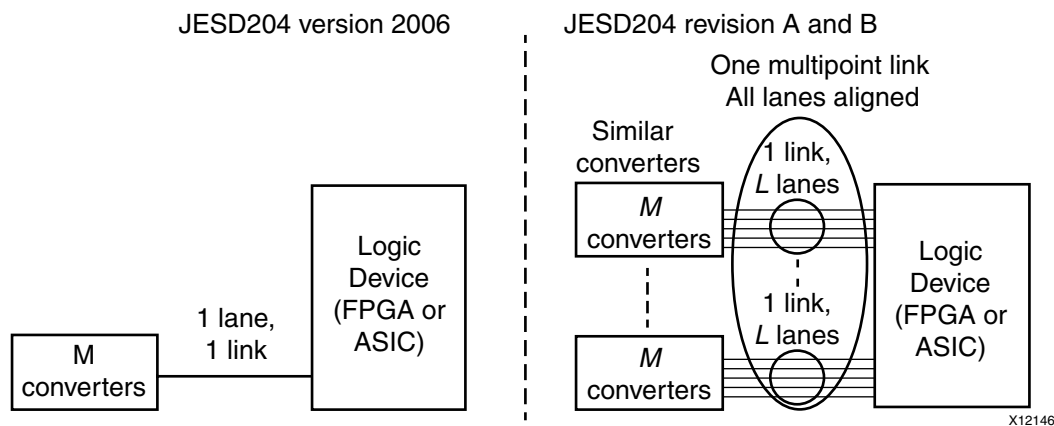 JESD204 version 2006
JESD204 revision A and B
One multipoint link
All lanes aligned
Similar
converters
1 link,
L lanes
M
converters
Logic
Device
(FPGA or
ASIC)
1 lane,
1 link
M
converters
1 link,
L lanes
M
converters
Logic
Device
(FPGA or
ASIC)
X12146